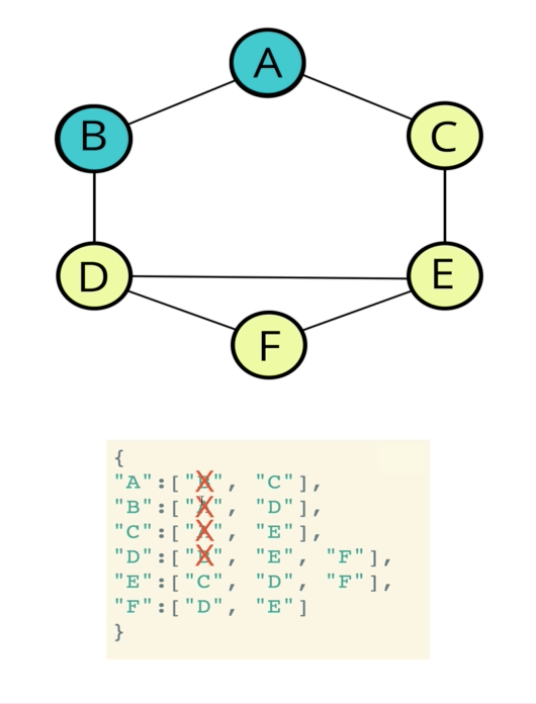 A
B
C
D
E
F
{
"A":["B", "C"],
"B":["A", "D"],
"C":["A", "E"],
"D":["B", "E", "F"],
"E":["C", "D", "F"],
"F":["D", "E"]
}